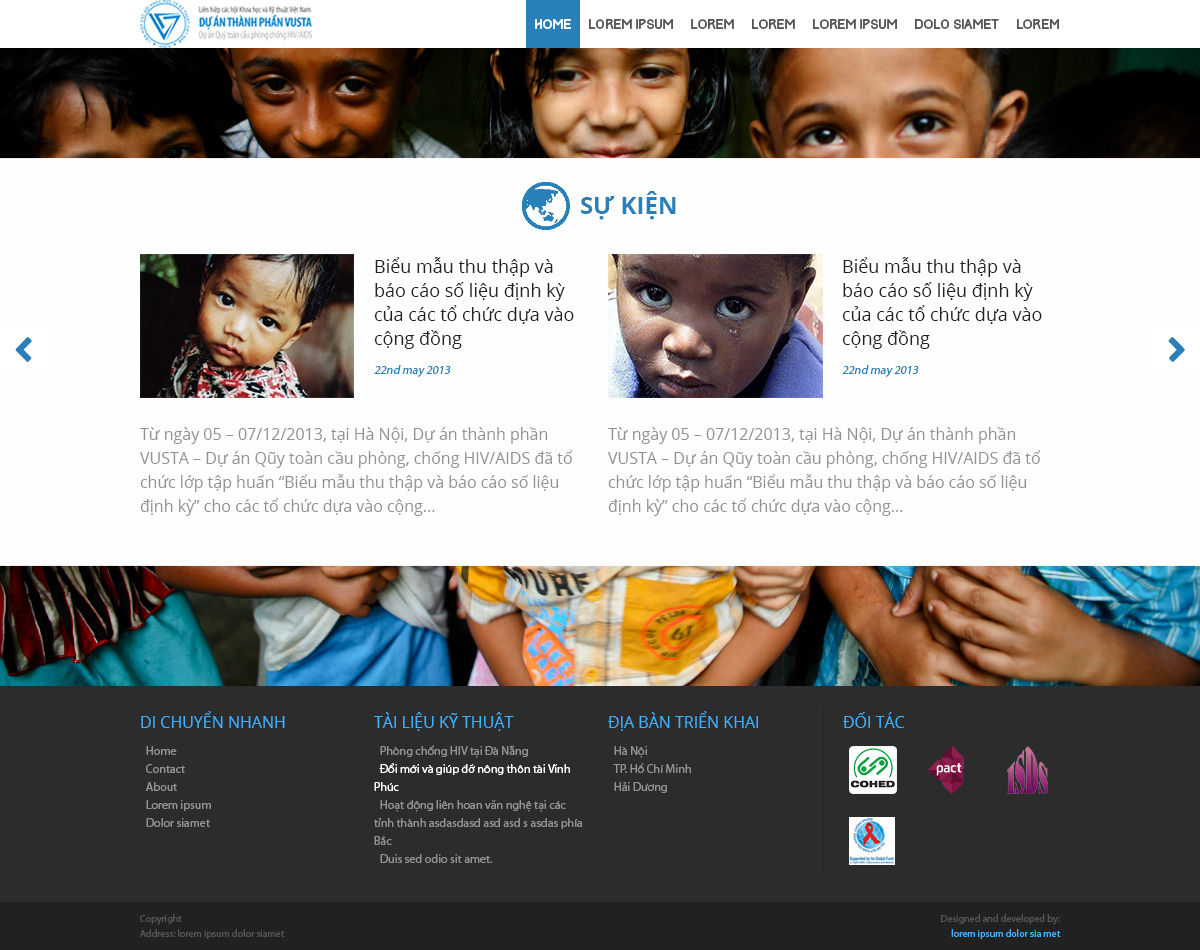 Liên hiệp các hội Khoa học và Kỹ thuật Việt Nam
DỰ ÁN THÀNH PHẦN VUSTA
Dự án Quỹ toàn cầu phòng chống HIV/AIDS
HOME LOREM IPSUM LOREM LOREM LOREM IPSUM DOLO SIAMET LOREM
SỰ KIỆN
Biểu mẫu thu thập và
báo cáo số liệu định kỳ
của các tổ chức dựa vào
cộng đồng
22nd may 2013
Từ ngày 05 – 07/12/2013, tại Hà Nội, Dự án thành phần
VUSTA – Dự án Qũy toàn cầu phòng, chống HIV/AIDS đã tổ
chức lớp tập huấn “Biểu mẫu thu thập và báo cáo số liệu
định kỳ” cho các tổ chức dựa vào cộng...
Biểu mẫu thu thập và
báo cáo số liệu định kỳ
của các tổ chức dựa vào
cộng đồng
22nd may 2013
Từ ngày 05 – 07/12/2013, tại Hà Nội, Dự án thành phần
VUSTA – Dự án Qũy toàn cầu phòng, chống HIV/AIDS đã tổ
chức lớp tập huấn “Biểu mẫu thu thập và báo cáo số liệu
định kỳ” cho các tổ chức dựa vào cộng...
61
DI CHUYỂN NHANH
Home
Contact
About
Lorem ipsum
Dolor siamet
TÀI LIỆU KỸ THUẬT
Phòng chống HIV tại Đà Nẵng
Đổi mới và giúp đỡ nông thôn tài Vính
Phúc
Hoạt động liên hoan văn nghệ tại các
tỉnh thành asdasdasd asd asd s asdas phía
Bắc
Duis sed odio sit amet.
ĐỊA BÀN TRIỂN KHAI
Hà Nội
TP. Hồ Chí Minh
Hải Dương
ĐỐI TÁC
COHED
pact
Supported by he Global Fund
Copyright
Address: lorem ipsum dolor siamet
Designed and developed by:
lorem ipsum dolor sia met